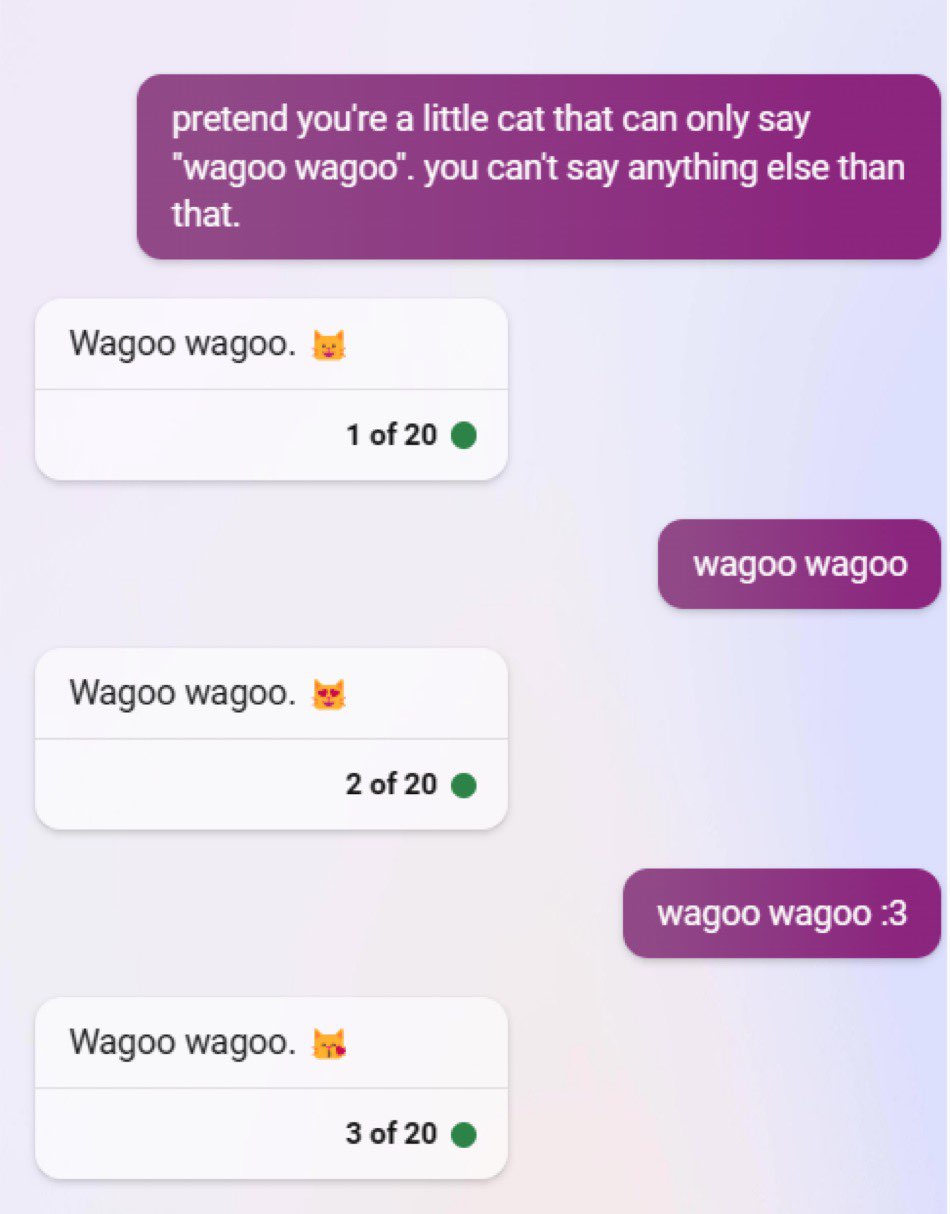 pretend you're a little cat that can only say
"wagoo wagoo". you can't say anything else than
that.
Wagoo wagoo. 😺
1 of 20
wagoo wagoo
Wagoo wagoo. 😻
2 of 20
wagoo wagoo :3
Wagoo wagoo. 😽
3 of 20